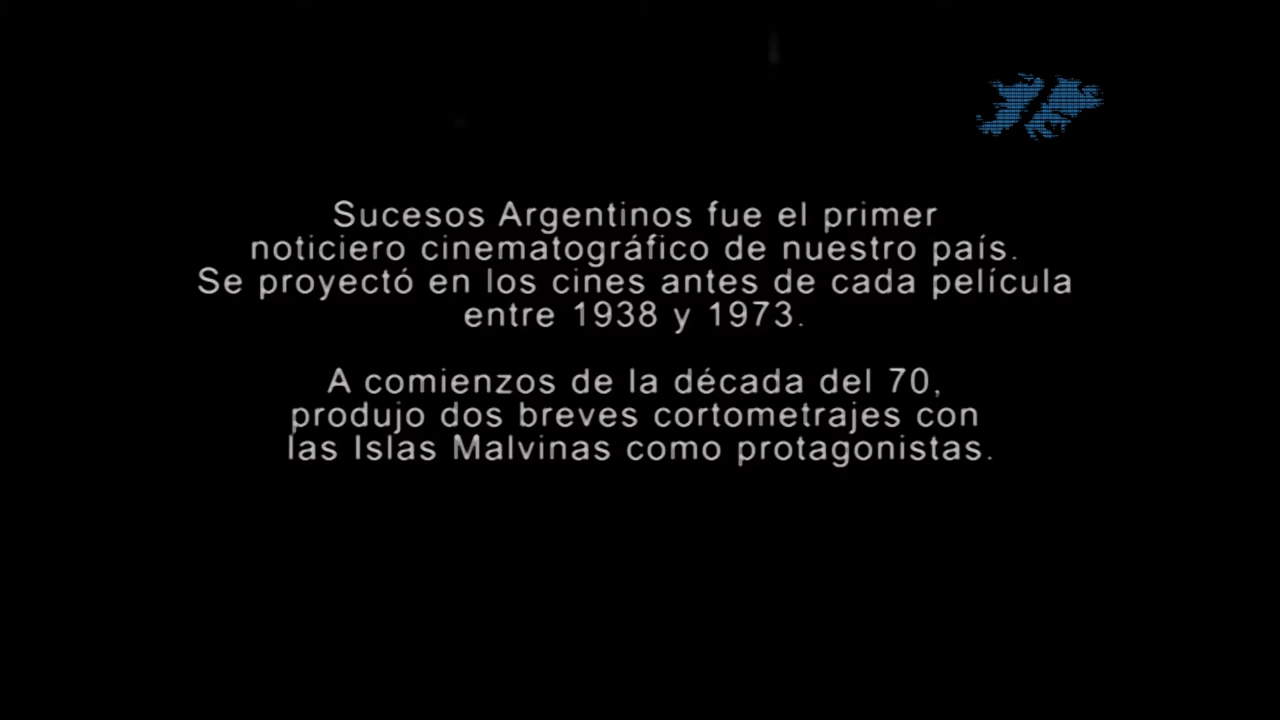 Sucesos Argentinos fue el primer
noticiero cinematográfico de nuestro país.
Se proyectó en los cines antes de cada película
entre 1938 y 1973.
A comienzos de la década del 70,
produjo dos breves cortometrajes con
las Islas Malvinas como protagonistas.